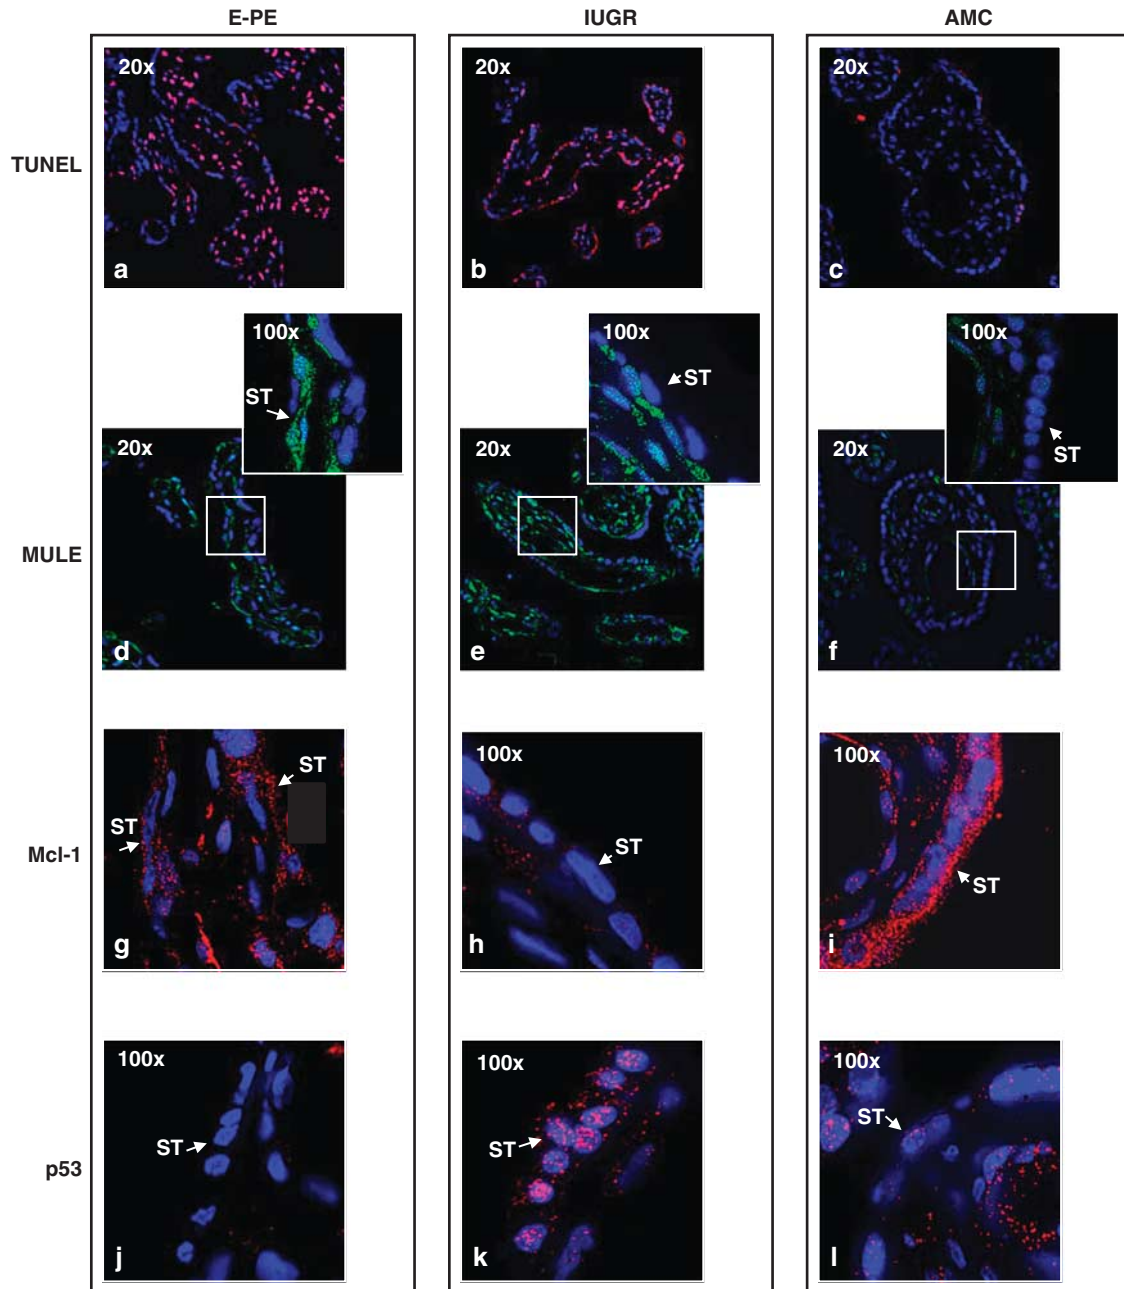 E-PE IUGR AMC
TUNEL
20x 20x 20x
a b c
MULE
100x 100x 100x
ST ST ST
20x 20x 20x
d e f
Mcl-1
100x 100x
ST ST ST ST
g h i
p53
100x 100x 100x
ST ST ST
j k l